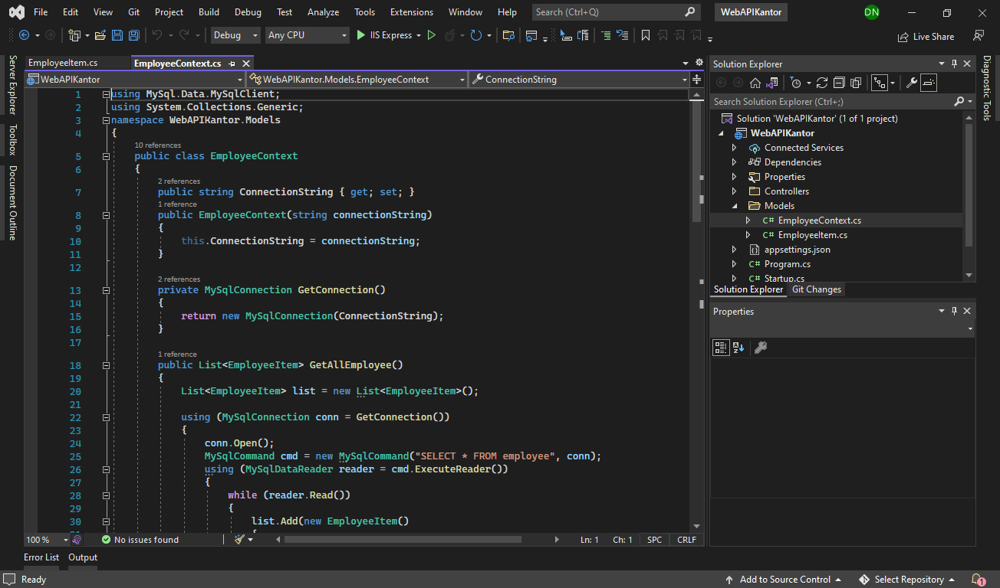 File Edit View Git Project Build Debug Test Analyze Tools Extensions Window Help Search (Ctrl+Q) WebAPIKantor DN
Debug Any CPU IIS Express Live Share
Server Explorer
Toolbox
Document Outline
EmployeeItem.cs EmployeeContext.cs
WebAPIKantor WebAPIKantor.Models.EmployeeContext ConnectionString
1 using MySql.Data.MySqlClient;
2 using System.Collections.Generic;
3 namespace WebAPIKantor.Models
4 {
10 references
5 public class EmployeeContext
6 {
2 references
7 public string ConnectionString { get; set; }
1 reference
8 public EmployeeContext(string connectionString)
9 {
10 this.ConnectionString = connectionString;
11 }
12
2 references
13 private MySqlConnection GetConnection()
14 {
15 return new MySqlConnection(ConnectionString);
16 }
17
1 reference
18 public List<EmployeeItem> GetAllEmployee()
19 {
20 List<EmployeeItem> list = new List<EmployeeItem>();
21
22 using (MySqlConnection conn = GetConnection())
23 {
24 conn.Open();
25 MySqlCommand cmd = new MySqlCommand("SELECT * FROM employee", conn);
26 using (MySqlDataReader reader = cmd.ExecuteReader())
27 {
28 while (reader.Read())
29 {
30 list.Add(new EmployeeItem()
100 % No issues found Ln: 1 Ch: 1 SPC CRLF
Solution Explorer
Search Solution Explorer (Ctrl+;)
Solution 'WebAPIKantor' (1 of 1 project)
WebAPIKantor
Connected Services
Dependencies
Properties
Controllers
Models
C# EmployeeContext.cs
C# EmployeeItem.cs
appsettings.json
C# Program.cs
C# Startup.cs
Solution Explorer Git Changes
Properties
Diagnostic Tools
Error List Output
Ready Add to Source Control Select Repository 1